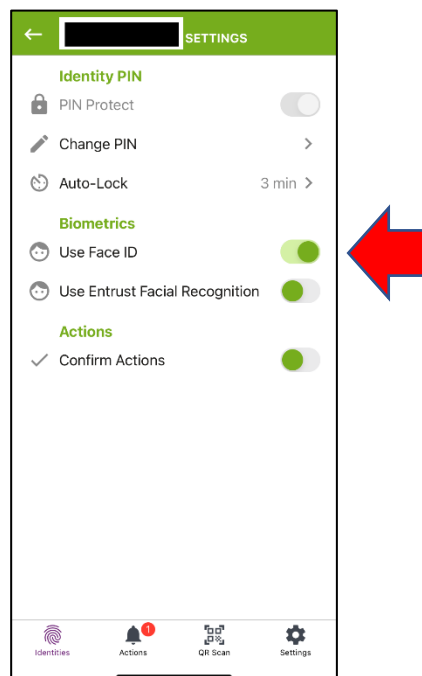 SETTINGS
Identity PIN
PIN Protect
Change PIN
Auto-Lock 3 min
Biometrics
Use Face ID
Use Entrust Facial Recognition
Actions
Confirm Actions
1
Identities Actions QR Scan Settings